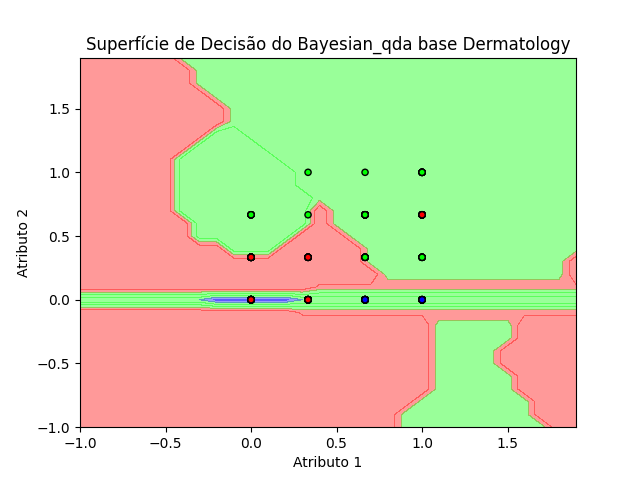 Superfície de Decisão do Bayesian_qda base Dermatology
Atributo 2
1.5
1.0
0.5
0.0
−0.5
−1.0
−1.0 −0.5 0.0 0.5 1.0 1.5
Atributo 1